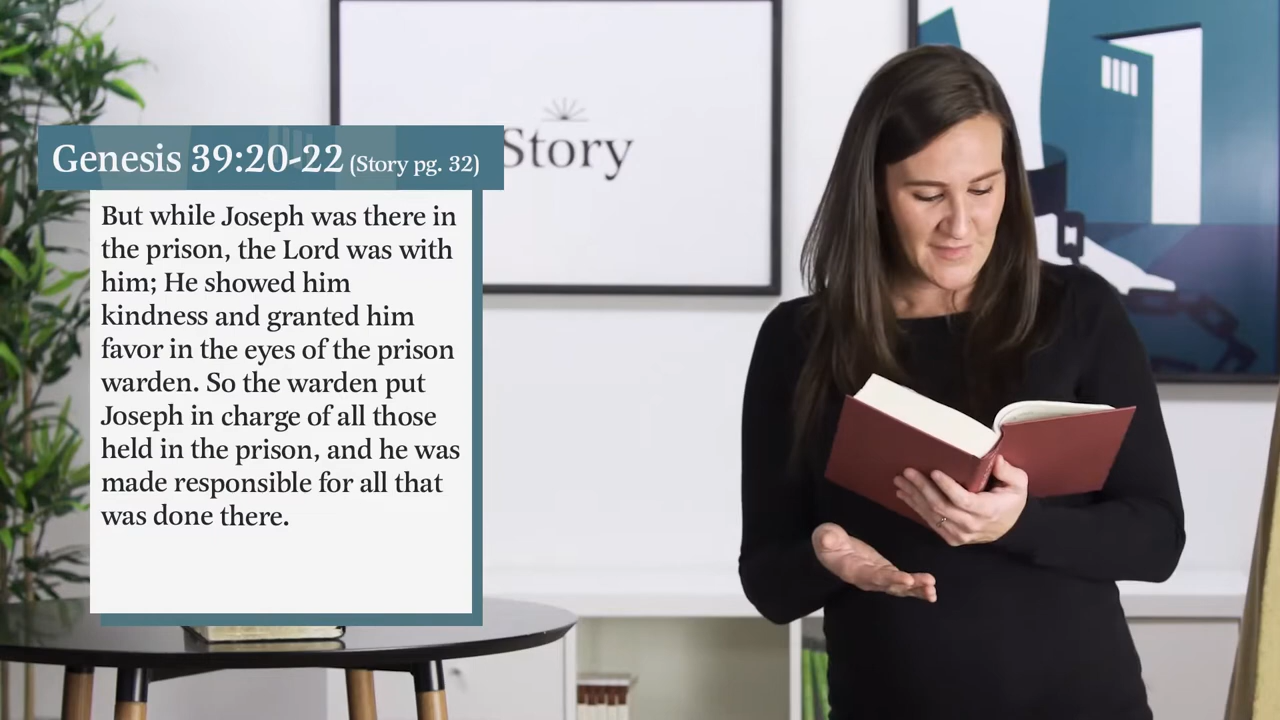 Genesis 39:20-22 (Story pg. 32)
Story
But while Joseph was there in
the prison, the Lord was with
him; He showed him
kindness and granted him
favor in the eyes of the prison
warden. So the warden put
Joseph in charge of all those
held in the prison, and he was
made responsible for all that
was done there.